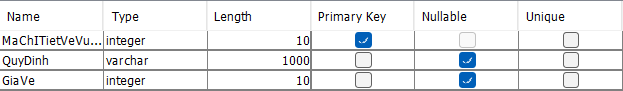 Name Type Length Primary Key Nullable Unique
MaChITietVeVu... integer 10
QuyDinh varchar 1000
GiaVe integer 10